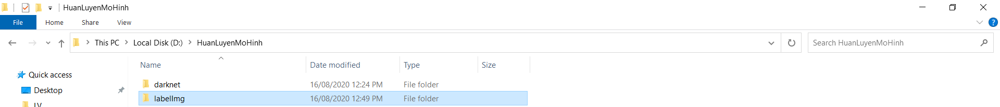 HuanLuyenMoHinh
File Home Share View
This PC Local Disk (D:) HuanLuyenMoHinh Search HuanLuyenMoHinh
Name Date modified Type Size
Quick access
darknet 16/08/2020 12:24 PM File folder
Desktop
labelImg 16/08/2020 12:49 PM File folder
LV